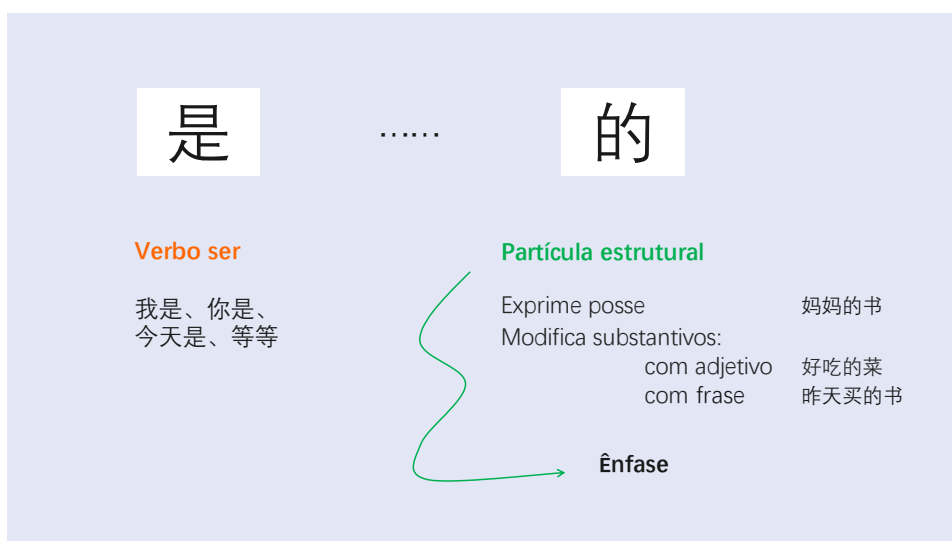 是 …… 的
Verbo ser
我是、你是、
今天是、等等
Partícula estrutural
Exprime posse 妈妈的书
Modifica substantivos:
com adjetivo 好吃的菜
com frase 昨天买的书
Ênfase